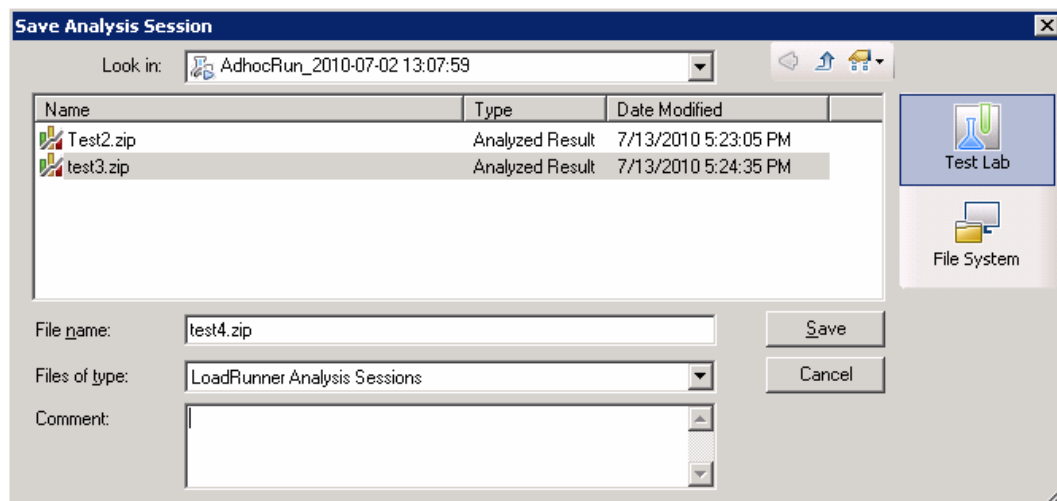 Save Analysis Session
Look in: AdhocRun_2010-07-02 13:07:59
Name Type Date Modified
Test2.zip Analyzed Result 7/13/2010 5:23:05 PM
test3.zip Analyzed Result 7/13/2010 5:24:35 PM
Test Lab
File System
File name: test4.zip Save
Files of type: LoadRunner Analysis Sessions Cancel
Comment: